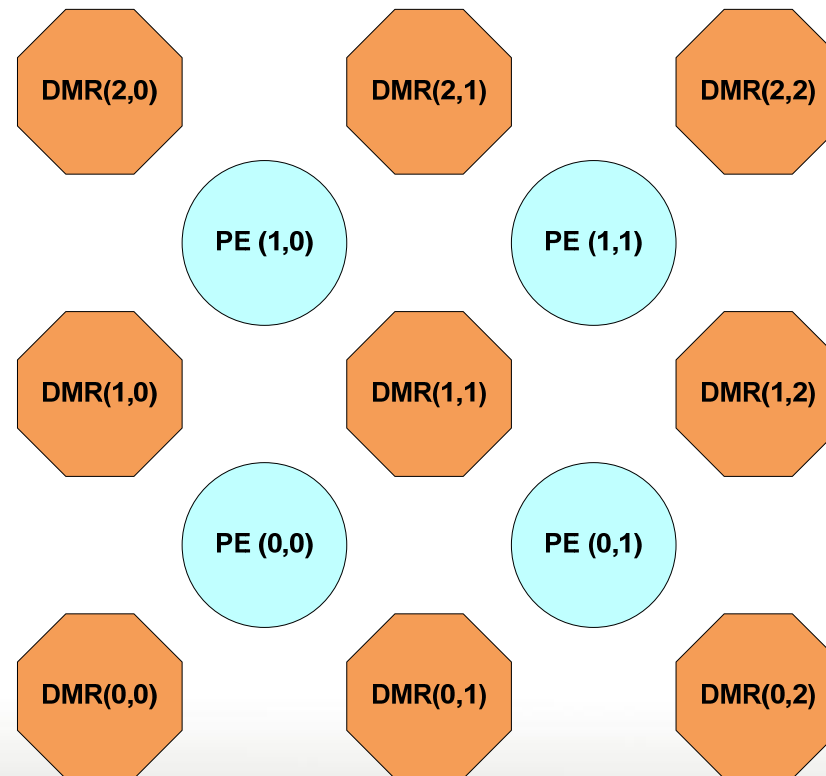 DMR(2,0)
DMR(2,1)
DMR(2,2)
PE (1,0)
PE (1,1)
DMR(1,0)
DMR(1,1)
DMR(1,2)
PE (0,0)
PE (0,1)
DMR(0,0)
DMR(0,1)
DMR(0,2)